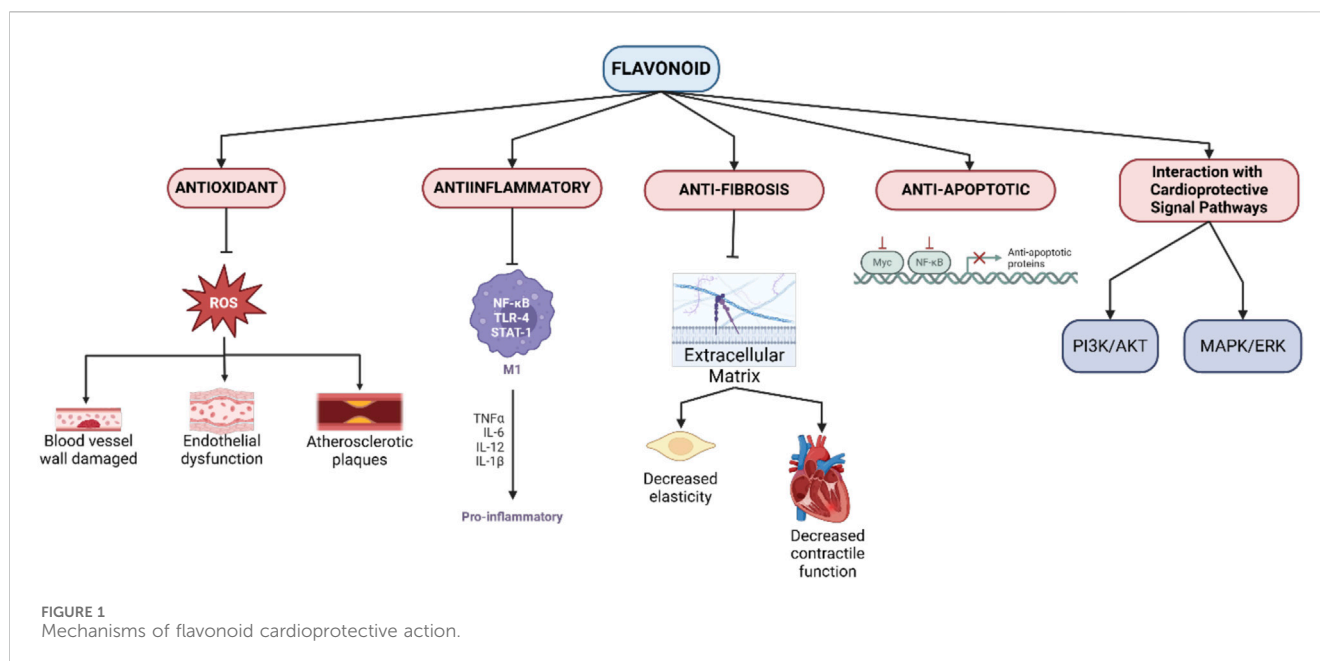 FLAVONOID
ANTIOXIDANT
ANTIINFLAMMATORY
ANTI-FIBROSIS
ANTI-APOPTOTIC
Interaction with
Cardioprotective
Signal Pathways
ROS
Blood vessel
wall damaged
Endothelial
dysfunction
Atherosclerotic
plaques
NF-κB
TLR-4
STAT-1
M1
TNFα
IL-6
IL-12
IL-1β
Pro-inflammatory
Extracellular
Matrix
Decreased
elasticity
Decreased
contractile
function
Myc
NF-κB
Anti-apoptotic
proteins
PI3K/AKT
MAPK/ERK
FIGURE 1
Mechanisms of flavonoid cardioprotective action.